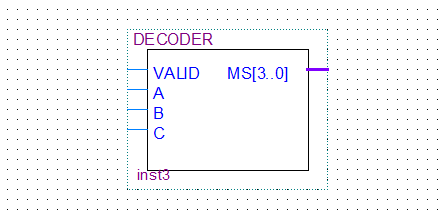 DECODER
VALID MS[3..0]
A
B
C
inst3